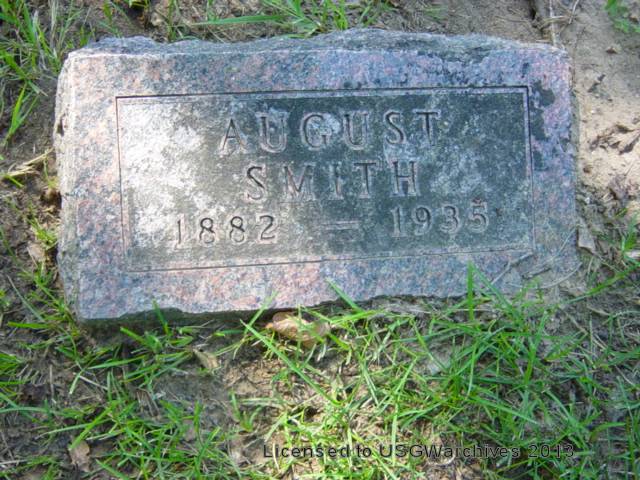 AUGUST
SMITH
1882 — 1935
Licensed to USGWarchives 2013